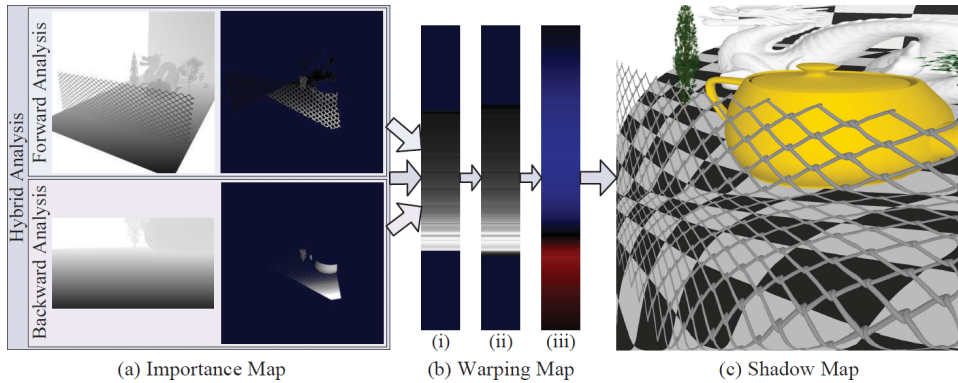 Hybrid Analysis
Forward Analysis
Backward Analysis
(i)
(ii)
(iii)
(a) Importance Map
(b) Warping Map
(c) Shadow Map